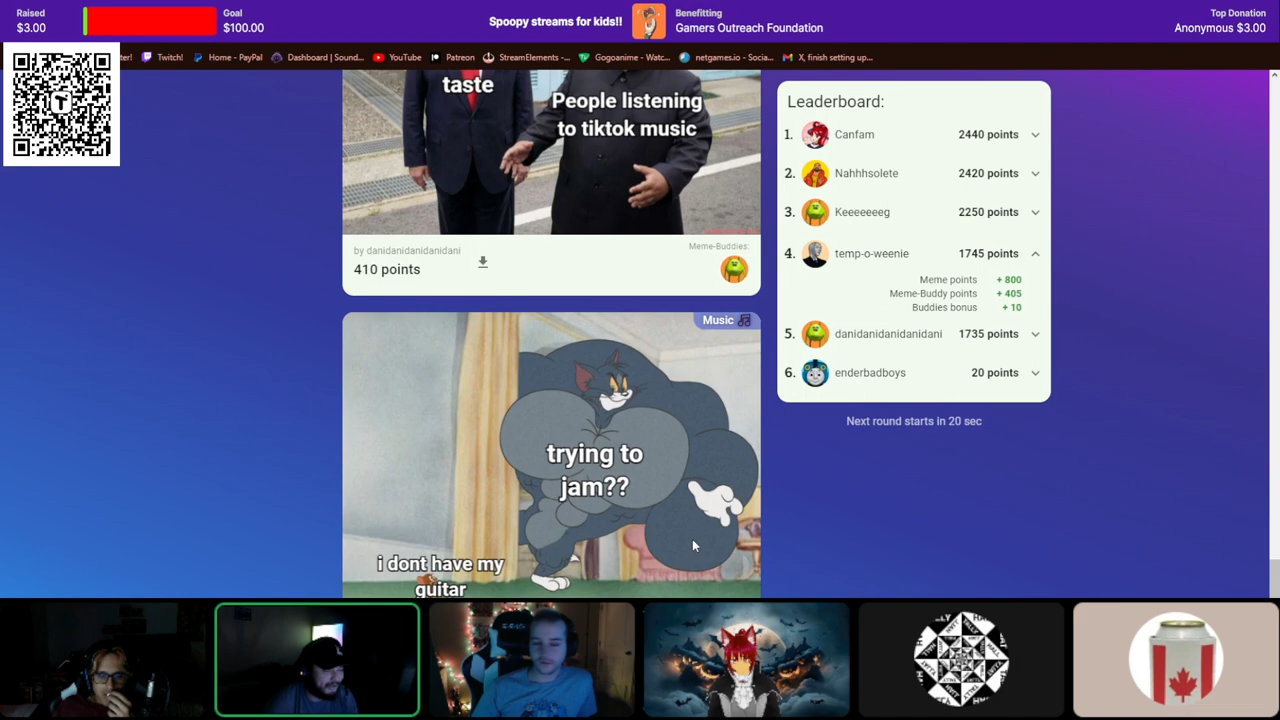 Raised
$3.00
Goal
$100.00
Spoopy streams for kids!!
Benefitting
Gamers Outreach Foundation
Top Donation
Anonymous $3.00
ter!
Twitch!
Home - PayPal
Dashboard | Sound...
YouTube
Patreon
StreamElements -...
Gogoanime - Watc...
netgames.io - Socia...
X, finish setting up...
taste
People listening
to tiktok music
by danidanidanidanidani
410 points
Meme-Buddies:
Music
trying to
jam??
i dont have my
guitar
Leaderboard:
1. Canfam 2440 points
2. Nahhhsolete 2420 points
3. Keeeeeeeg 2250 points
4. temp-o-weenie 1745 points
Meme points + 800
Meme-Buddy points + 405
Buddies bonus + 10
5. danidanidanidanidani 1735 points
6. enderbadboys 20 points
Next round starts in 20 sec